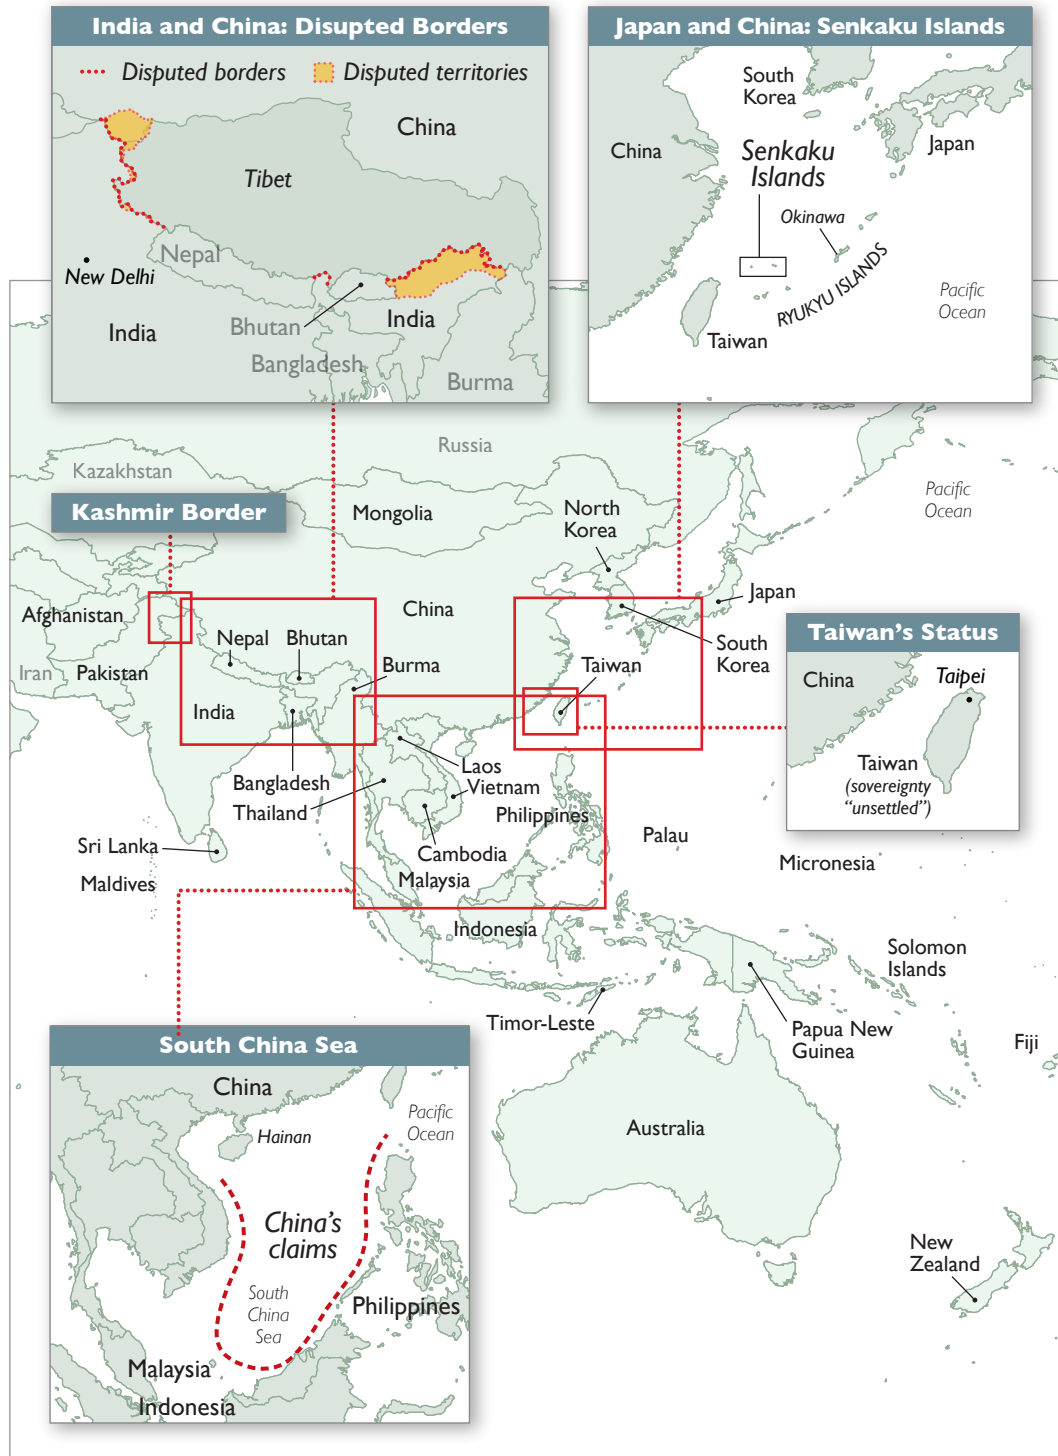 India and China: Disupted Borders
Disputed borders
Disputed territories
China
Tibet
Nepal
New Delhi
Bhutan
India
India
Bangladesh
Burma
Japan and China: Senkaku Islands
South
Korea
Japan
China
Senkaku
Islands
Okinawa
RYUKYU ISLANDS
Pacific
Ocean
Taiwan
Russia
Kazakhstan
Pacific
Ocean
Kashmir Border
Mongolia
North
Korea
Japan
Afghanistan
China
South
Korea
Nepal
Bhutan
Iran
Pakistan
Burma
Taiwan
India
Taiwan's Status
China
Taipei
Taiwan
(sovereignty
“unsettled”)
Laos
Bangladesh
Vietnam
Thailand
Philippines
Palau
Sri Lanka
Cambodia
Micronesia
Maldives
Malaysia
Indonesia
Solomon
Islands
Timor-Leste
Papua New
Guinea
Fiji
Australia
New
Zealand
South China Sea
China
Pacific
Ocean
Hainan
China's
claims
South
China
Sea
Philippines
Malaysia
Indonesia